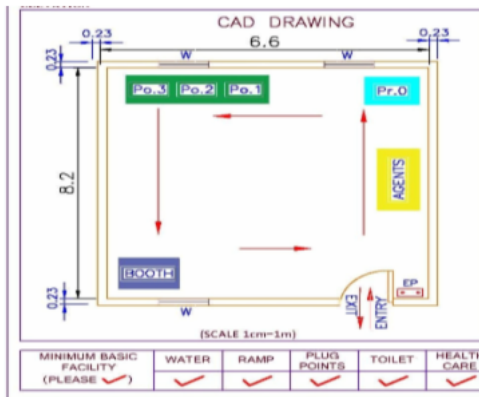 CAD DRAWING
0.23
6.6
0.23
W
W
0.23
Po.3 Po.2 Po.1
Pr.O
8.2
AGENTS
BOOTH
EP
0.23
EXIT
ENTRY
W
(SCALE 1cm-1m)
MINIMUM BASIC FACILITY (PLEASE ✓)
WATER
RAMP
PLUG POINTS
TOILET
HEALTH CARE